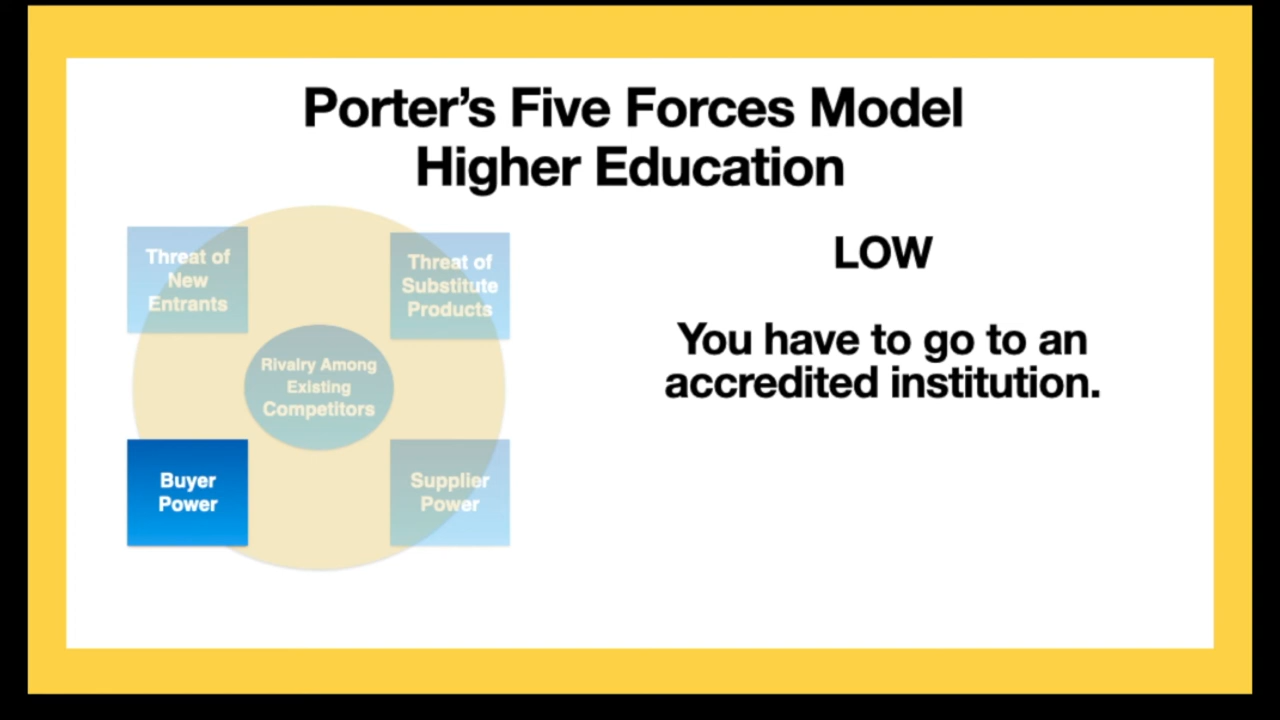 Porter’s Five Forces Model
Higher Education
Threat of
New
Entrants
Threat of
Substitute
Products
Rivalry Among
Existing
Competitors
Buyer
Power
Supplier
Power
LOW
You have to go to an
accredited institution.